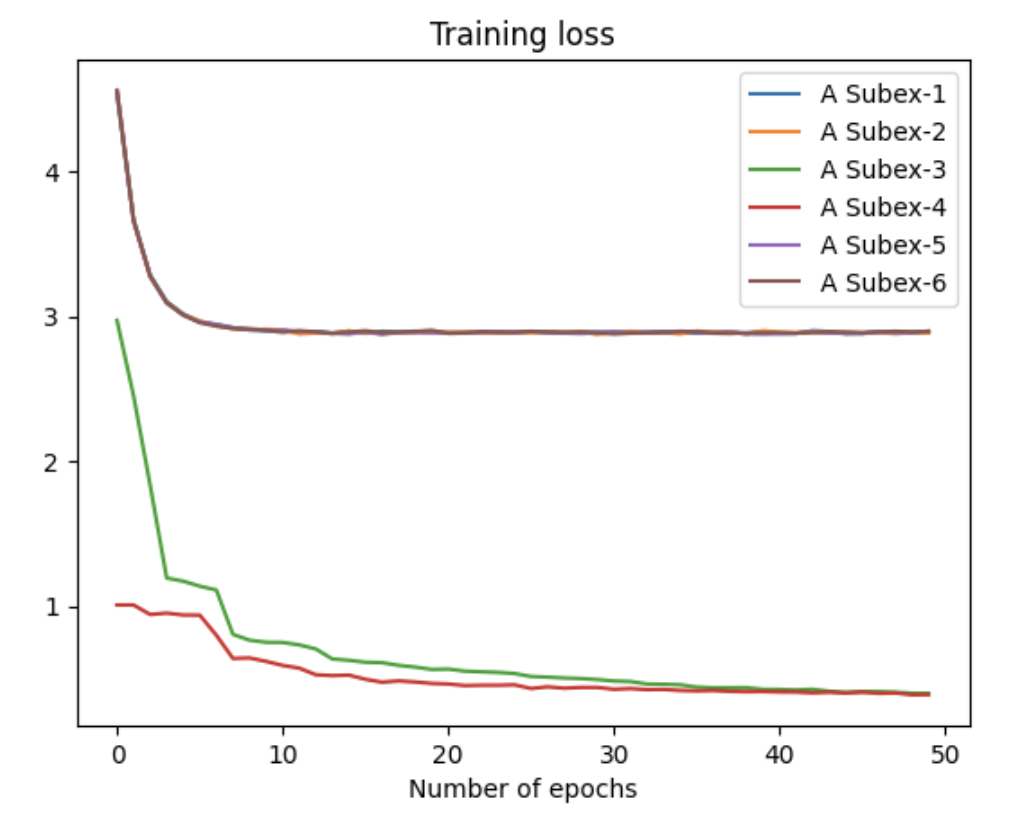 Training loss
A Subex-1
A Subex-2
A Subex-3
A Subex-4
A Subex-5
A Subex-6
4
3
2
1
0 10 20 30 40 50
Number of epochs